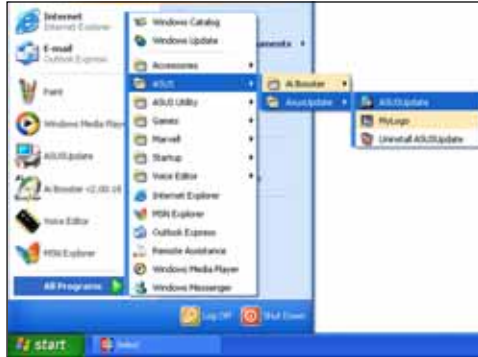 Internet
Internet Explorer
E-mail
Outlook Express
Paint
Windows Media Player
ASUSUpdate
Ai Booster v2.00.16
Voice Editor
MSN Explorer
All Programs
Windows Catalog
Windows Update
Accessories
ASUS
ASUS Utility
Games
Marvell
Startup
Voice Editor
Internet Explorer
MSN Explorer
Outlook Express
Remote Assistance
Windows Media Player
Windows Messenger
Ai Booster
AsusUpdate
ASUSUpdate
MyLogo
Uninstall ASUSUpdate
Log Off
Shut Down
start